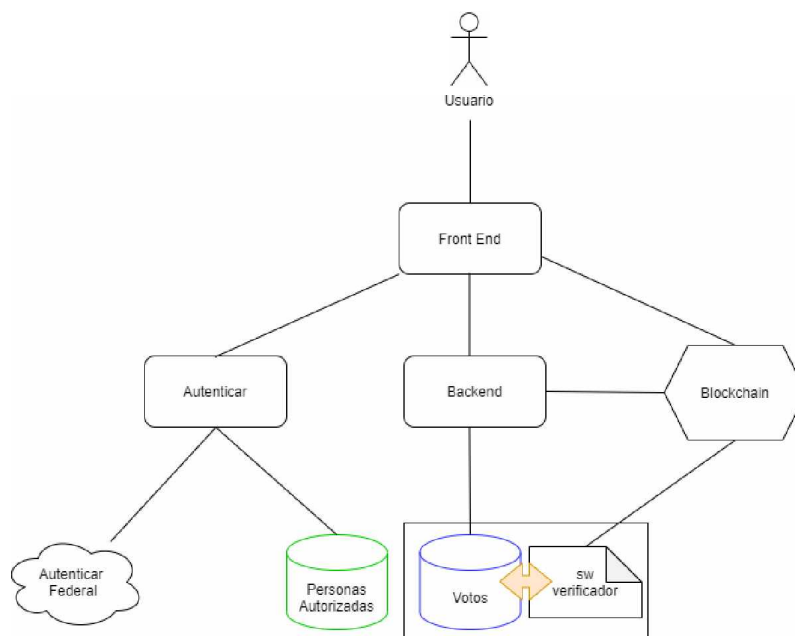 Usuario
Front End
Autenticar
Backend
Blockchain
Autenticar
Federal
Personas
Autorizadas
Votos
sw
verificador